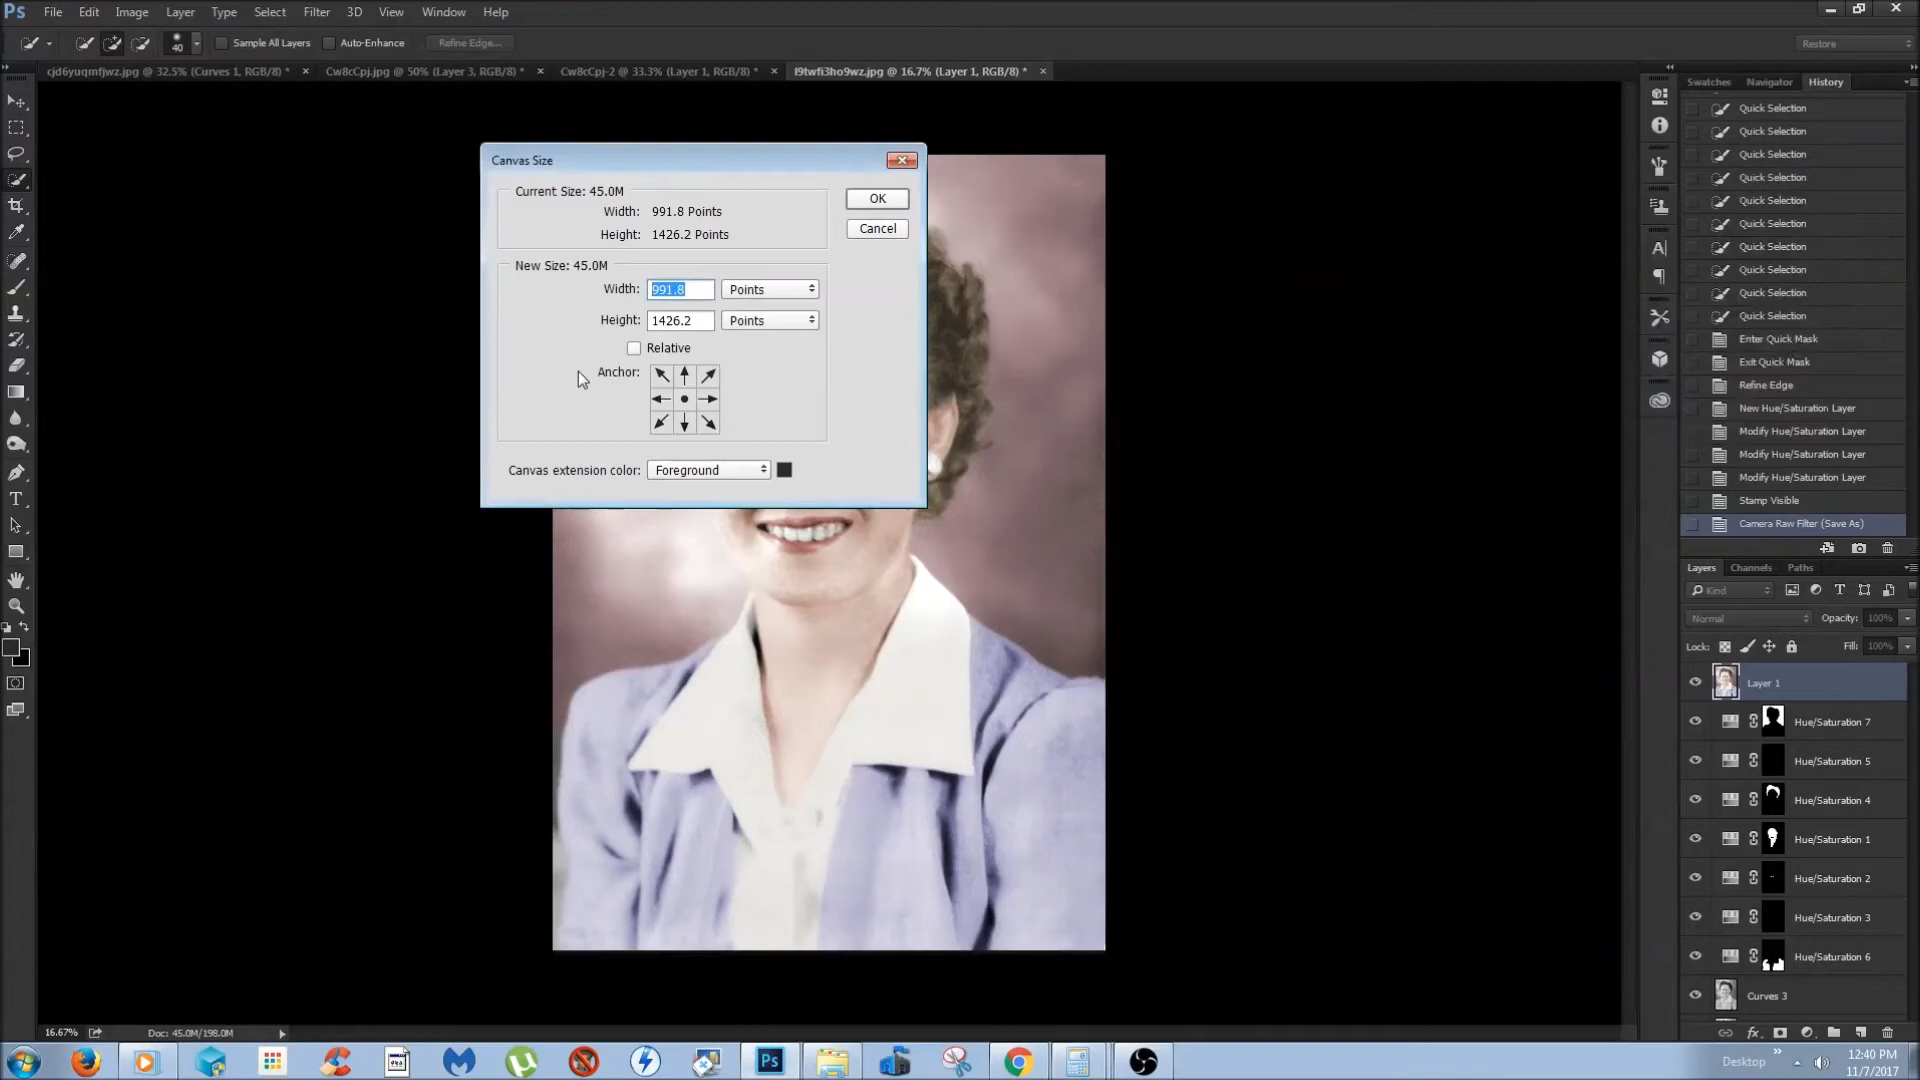 Ps File Edit Image Layer Type Select Filter 3D View Window Help
40 Sample All Layers Auto-Enhance Refine Edge... Restore
cjd6yuqmfjwz.jpg @ 32.5% (Curves 1, RGB/8) * × Cw8cCpj.jpg @ 50% (Layer 3, RGB/8) * × Cw8cCpj-2 @ 33.3% (Layer 1, RGB/8) * × l9twfi3ho9wz.jpg @ 16.7% (Layer 1, RGB/8) * ×
Swatches Navigator History
Quick Selection
Quick Selection
Quick Selection
Quick Selection
Quick Selection
Quick Selection
Quick Selection
Quick Selection
Quick Selection
Quick Selection
Enter Quick Mask
Exit Quick Mask
Refine Edge
New Hue/Saturation Layer
Modify Hue/Saturation Layer
Modify Hue/Saturation Layer
Modify Hue/Saturation Layer
Stamp Visible
Camera Raw Filter (Save As)
Canvas Size
Current Size: 45.0M
Width: 991.8 Points
Height: 1426.2 Points
OK
Cancel
New Size: 45.0M
Width: 991.8 Points
Height: 1426.2 Points
Relative
Anchor:
Canvas extension color: Foreground
Layers Channels Paths
Kind
Normal Opacity: 100%
Lock: Fill: 100%
Layer 1
Hue/Saturation 7
Hue/Saturation 5
Hue/Saturation 4
Hue/Saturation 1
Hue/Saturation 2
Hue/Saturation 3
Hue/Saturation 6
Curves 3
16.67% Doc: 45.0M/198.0M
Ps
Desktop
12:40 PM
11/7/2017